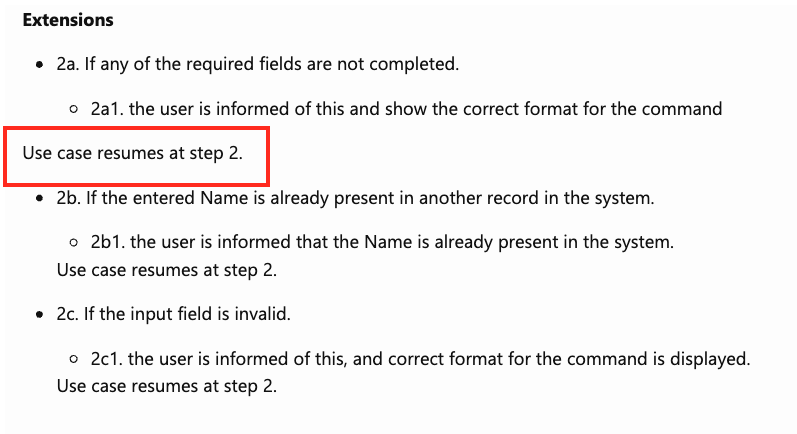 Extensions
2a. If any of the required fields are not completed.
2a1. the user is informed of this and show the correct format for the command
Use case resumes at step 2.
2b. If the entered Name is already present in another record in the system.
2b1. the user is informed that the Name is already present in the system.
Use case resumes at step 2.
2c. If the input field is invalid.
2c1. the user is informed of this, and correct format for the command is displayed.
Use case resumes at step 2.